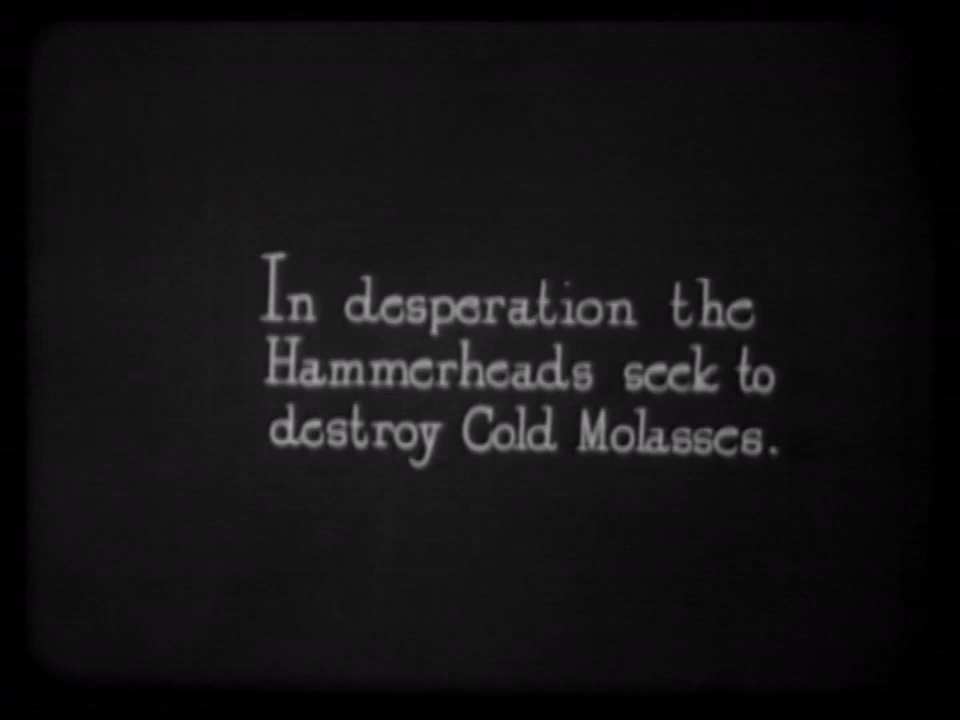 In desperation the
Hammerheads seek to
destroy Cold Molasses.